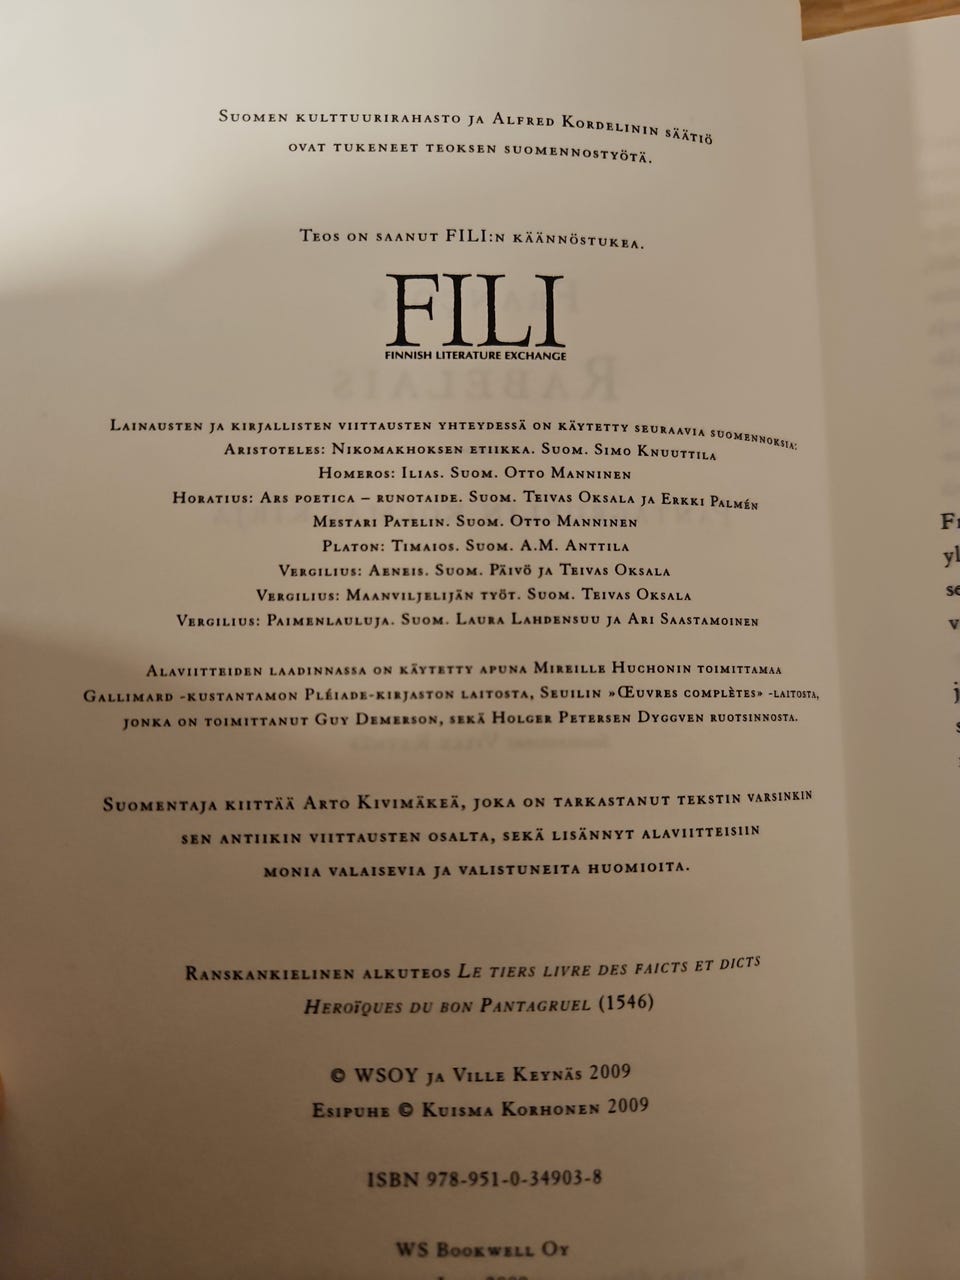 Suomen kulttuurirahasto ja Alfred Kordelinin säätiö
ovat tukeneet teoksen suomennostyötä.
Teos on saanut FILI:n käännöstukea.
FILI
FINNISH LITERATURE EXCHANGE
Lainausten ja kirjallisten viittausten yhteydessä on käytetty seuraavia suomennoksia:
Aristoteles: Nikomakhoksen etiikka. Suom. Simo Knuuttila
Homeros: Ilias. Suom. Otto Manninen
Horatius: Ars poetica – runotaide. Suom. Teivas Oksala ja Erkki Palmén
Mestari Patelin. Suom. Otto Manninen
Platon: Timaios. Suom. A.M. Anttila
Vergilius: Aeneis. Suom. Päivö ja Teivas Oksala
Vergilius: Maanviljelijän työt. Suom. Teivas Oksala
Vergilius: Paimenlauluja. Suom. Laura Lahdensuu ja Ari Saastamoinen
Alaviitteiden laadinnassa on käytetty apuna Mireille Huchonin toimittamaa
Gallimard -kustantamon Pléiade-kirjaston laitosta, Seuilin »Œuvres complètes» -laitosta,
jonka on toimittanut Guy Demerson, sekä Holger Petersen Dyggven ruotsinnosta.
Suomentaja kiittää Arto Kivimäkeä, joka on tarkastanut tekstin varsinkin
sen antiikin viittausten osalta, sekä lisännyt alaviitteisiin
monia valaisevia ja valistuneita huomioita.
Ranskankielinen alkuteos Le tiers livre des faicts et dicts
Heroïques du bon Pantagruel (1546)
© WSOY ja Ville Keynäs 2009
Esipuhe © Kuisma Korhonen 2009
ISBN 978-951-0-34903-8
WS Bookwell Oy